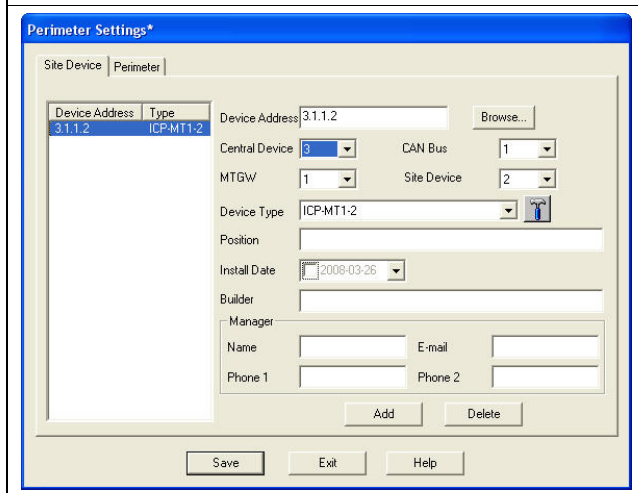 Perimeter Settings*
Site Device Perimeter
Device Address Type
3.1.1.2 ICP-MT1-2
Device Address 3.1.1.2 Browse...
Central Device 3 CAN Bus 1
MTGW 1 Site Device 2
Device Type ICP-MT1-2
Position
Install Date 2008-03-26
Builder
Manager
Name E-mail
Phone 1 Phone 2
Add Delete
Save Exit Help